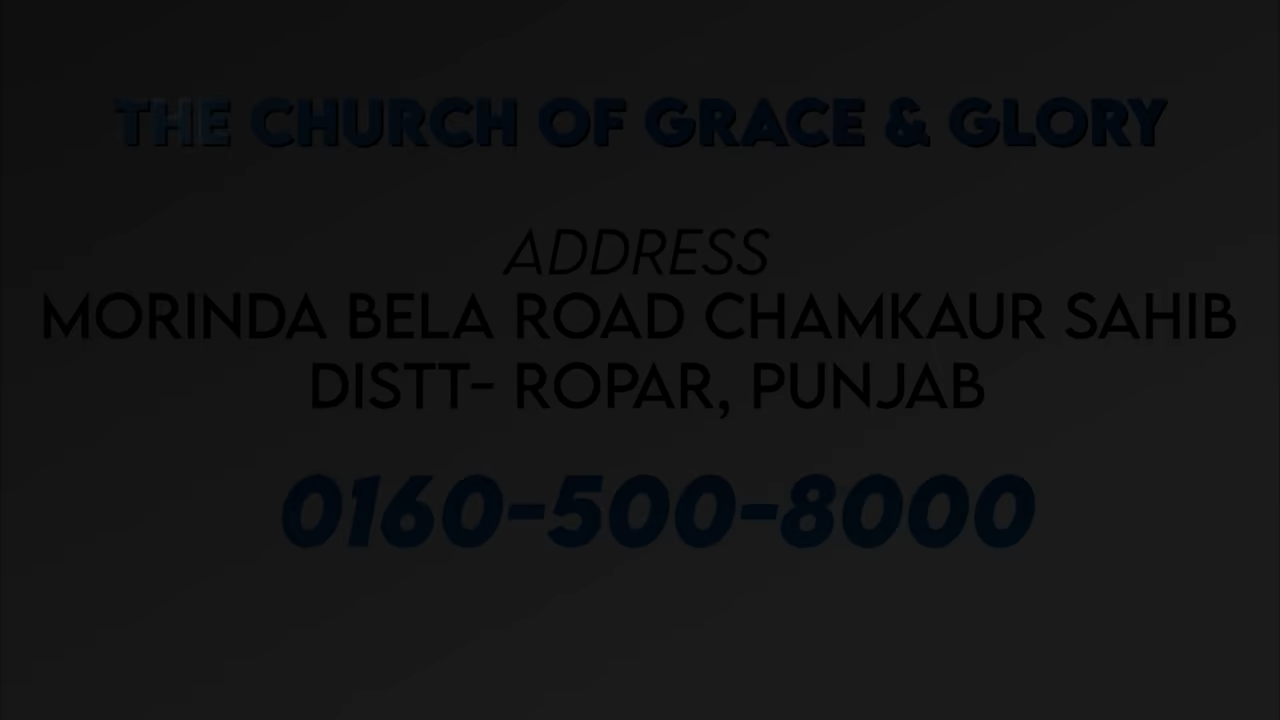 THE CHURCH OF GRACE & GLORY
ADDRESS
MORINDA BELA ROAD CHAMKAUR SAHIB
DISTT- ROPAR, PUNJAB
0160-500-8000